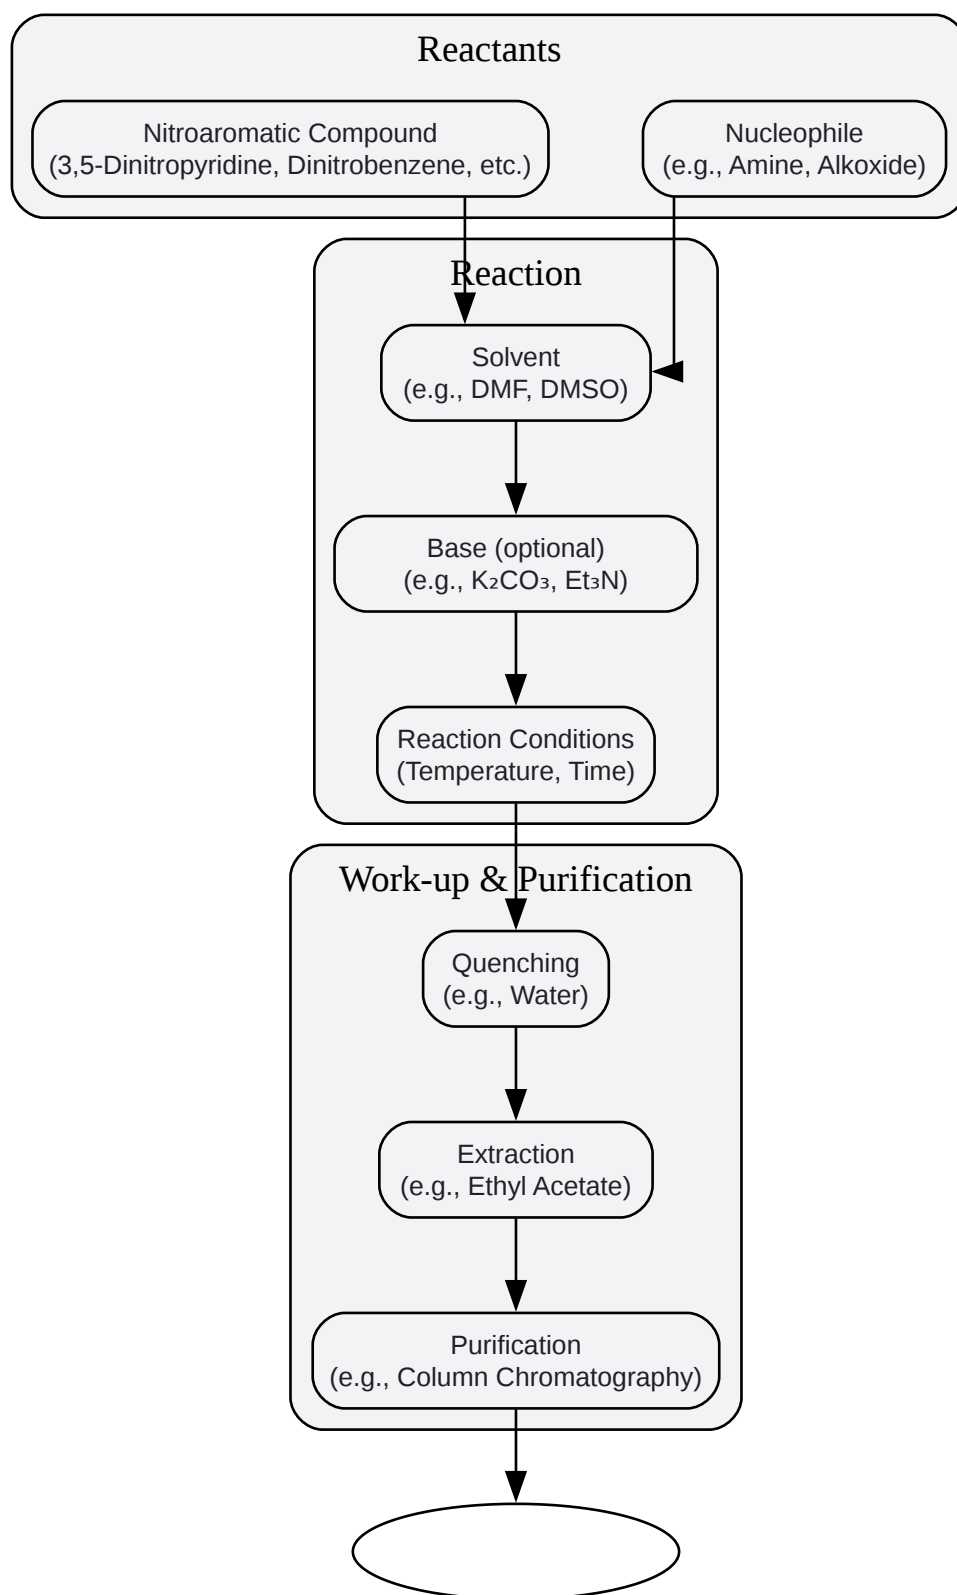 Reactants
Nitroaromatic Compound
(3,5-Dinitropyridine, Dinitrobenzene, etc.)
Nucleophile
(e.g., Amine, Alkoxide)
Reaction
Solvent
(e.g., DMF, DMSO)
Base (optional)
(e.g., K₂CO₃, Et₃N)
Reaction Conditions
(Temperature, Time)
Work-up & Purification
Quenching
(e.g., Water)
Extraction
(e.g., Ethyl Acetate)
Purification
(e.g., Column Chromatography)